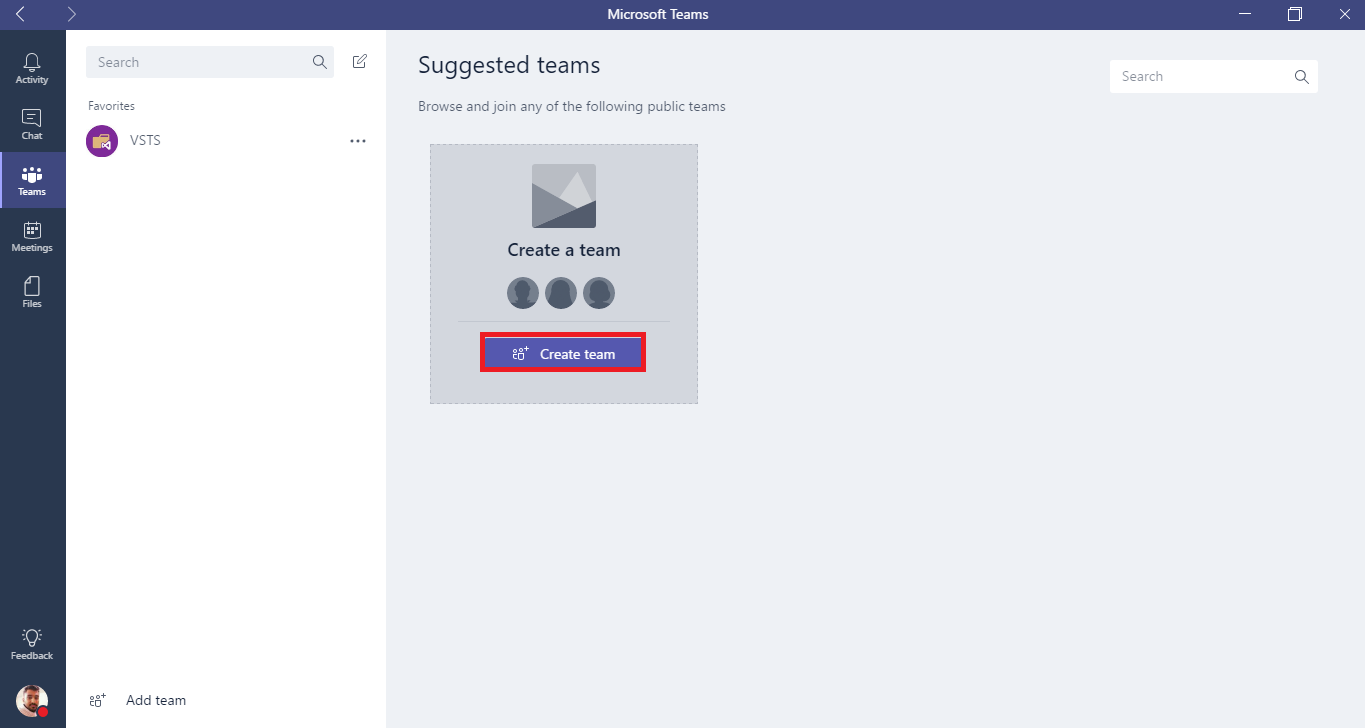 Microsoft Teams
Activity
Chat
Teams
Meetings
Files
Feedback
Search
Favorites
VSTS
Add team
Suggested teams
Search
Browse and join any of the following public teams
Create a team
Create team